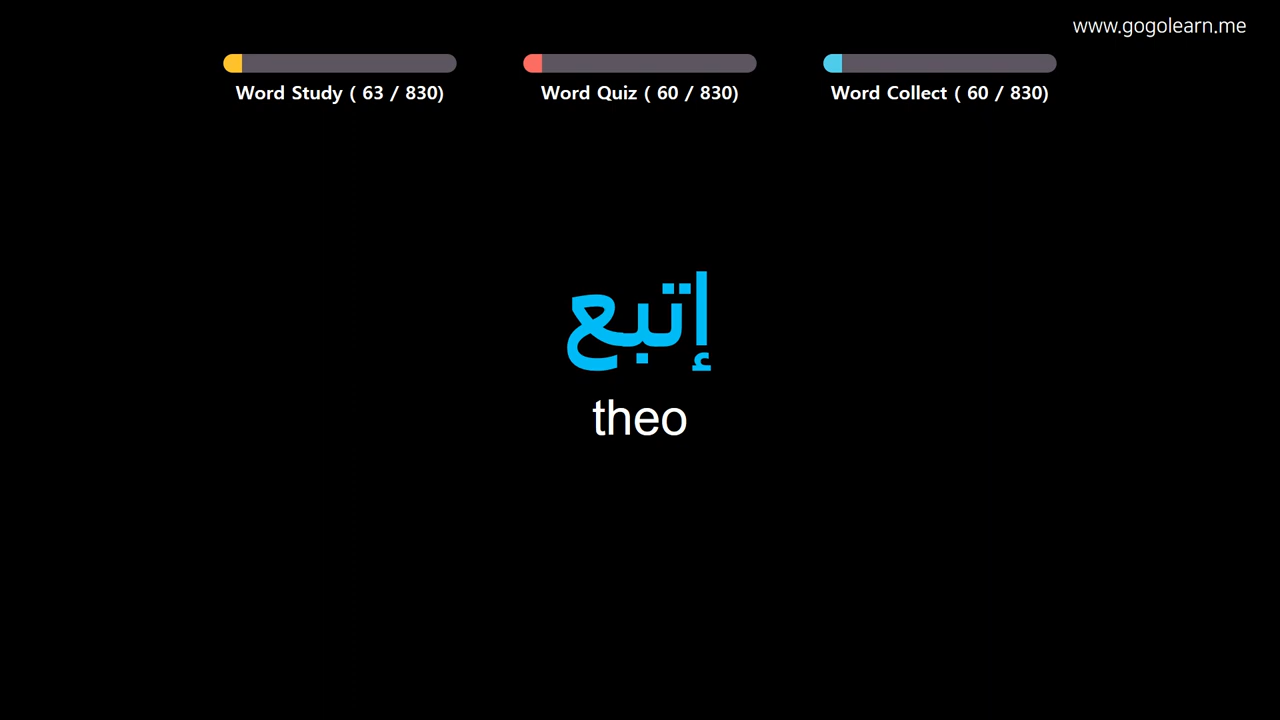 www.gogolearn.me
Word Study ( 63 / 830)
Word Quiz ( 60 / 830)
Word Collect ( 60 / 830)
إتبع
theo